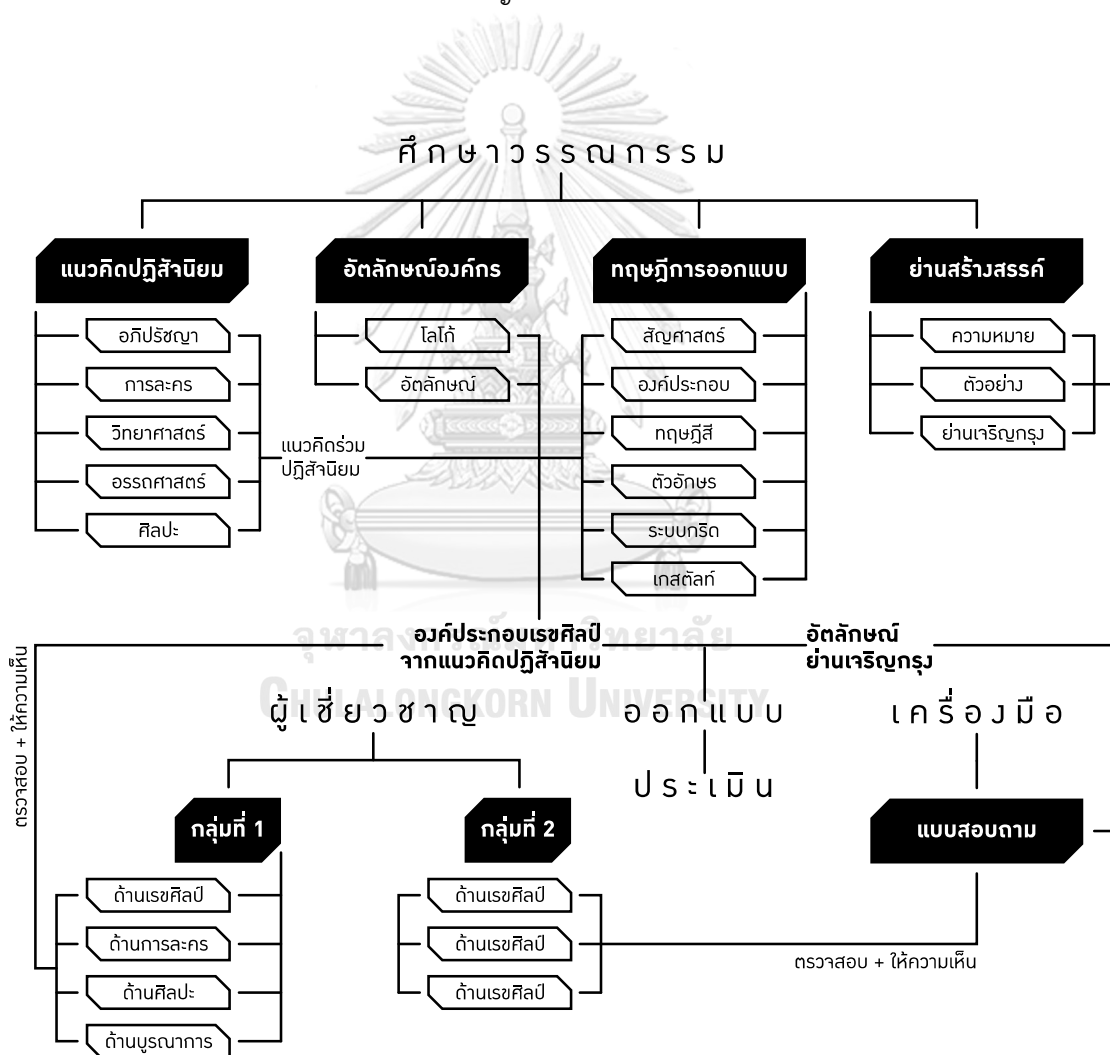 ศึกษาวรรณกรรม
แนวคิดปฏิสัจนิยม
อภิปรัชญา
การละคร
วิทยาศาสตร์
อรรถศาสตร์
ศิลปะ
แนวคิดร่วม
ปฏิสัจนิยม
อัตลักษณ์องค์กร
โลโก้
อัตลักษณ์
ทฤษฎีการออกแบบ
สัญศาสตร์
องค์ประกอบ
ทฤษฎีสี
ตัวอักษร
ระบบกริด
เกสตัลท์
ย่านสร้างสรรค์
ความหมาย
ตัวอย่าง
ย่านเจริญกรุง
องค์ประกอบเรขศิลป์
จากแนวคิดปฏิสัจนิยม
อัตลักษณ์
ย่านเจริญกรุง
จุฬาลงกรณ์มหาวิทยาลัย
CHULALONGKORN UNIVERSITY
ตรวจสอบ + ให้ความเห็น
ผู้เชี่ยวชาญ
ออกแบบ
ประเมิน
เครื่องมือ
กลุ่มที่ 1
ด้านเรขศิลป์
ด้านการละคร
ด้านศิลปะ
ด้านบูรณาการ
กลุ่มที่ 2
ด้านเรขศิลป์
ด้านเรขศิลป์
ด้านเรขศิลป์
แบบสอบถาม
ตรวจสอบ + ให้ความเห็น